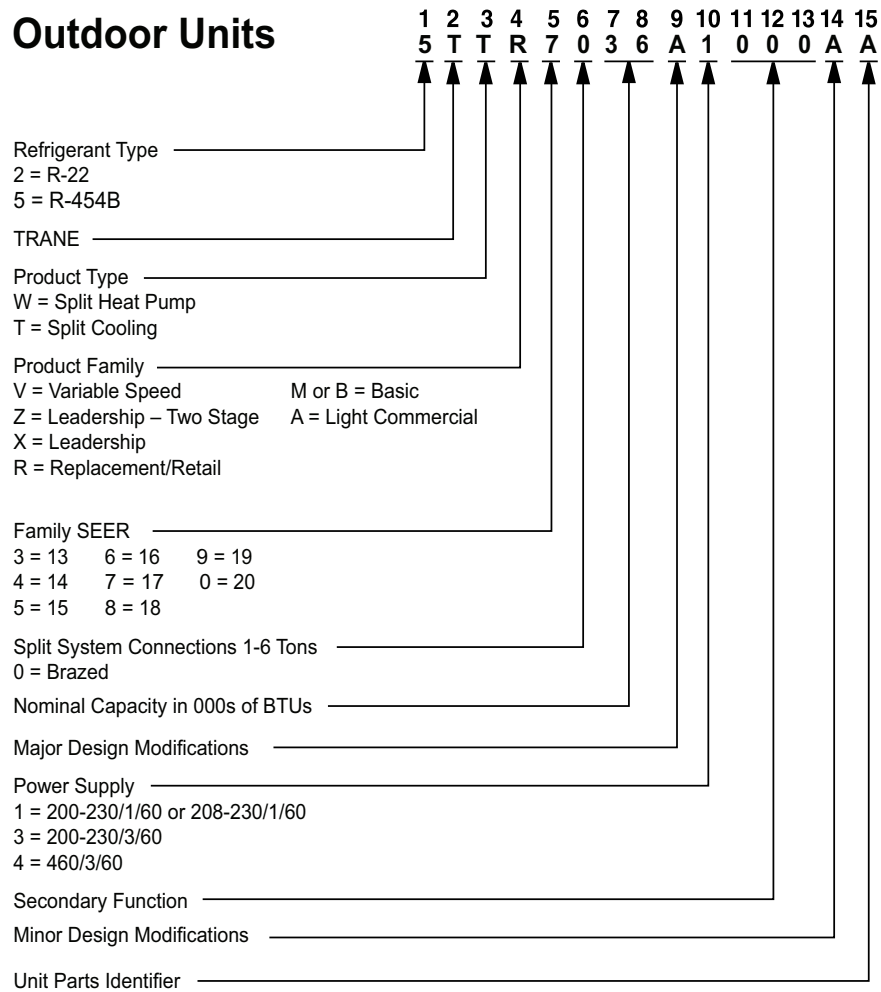 Outdoor Units
1 2 3 4 5 6 7 8 9 10 11 12 13 14 15
5 T T R 7 0 3 6 A 1 0 0 0 A A
Refrigerant Type
2 = R-22
5 = R-454B
TRANE
Product Type
W = Split Heat Pump
T = Split Cooling
Product Family
V = Variable Speed M or B = Basic
Z = Leadership – Two Stage A = Light Commercial
X = Leadership
R = Replacement/Retail
Family SEER
3 = 13 6 = 16 9 = 19
4 = 14 7 = 17 0 = 20
5 = 15 8 = 18
Split System Connections 1-6 Tons
0 = Brazed
Nominal Capacity in 000s of BTUs
Major Design Modifications
Power Supply
1 = 200-230/1/60 or 208-230/1/60
3 = 200-230/3/60
4 = 460/3/60
Secondary Function
Minor Design Modifications
Unit Parts Identifier